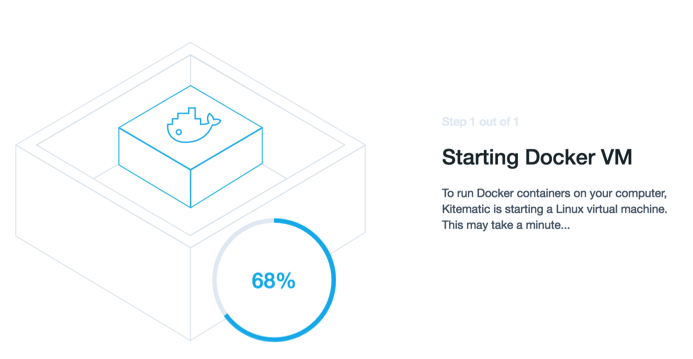 Step 1 out of 1
Starting Docker VM
To run Docker containers on your computer,
Kitematic is starting a Linux virtual machine.
This may take a minute...
68%